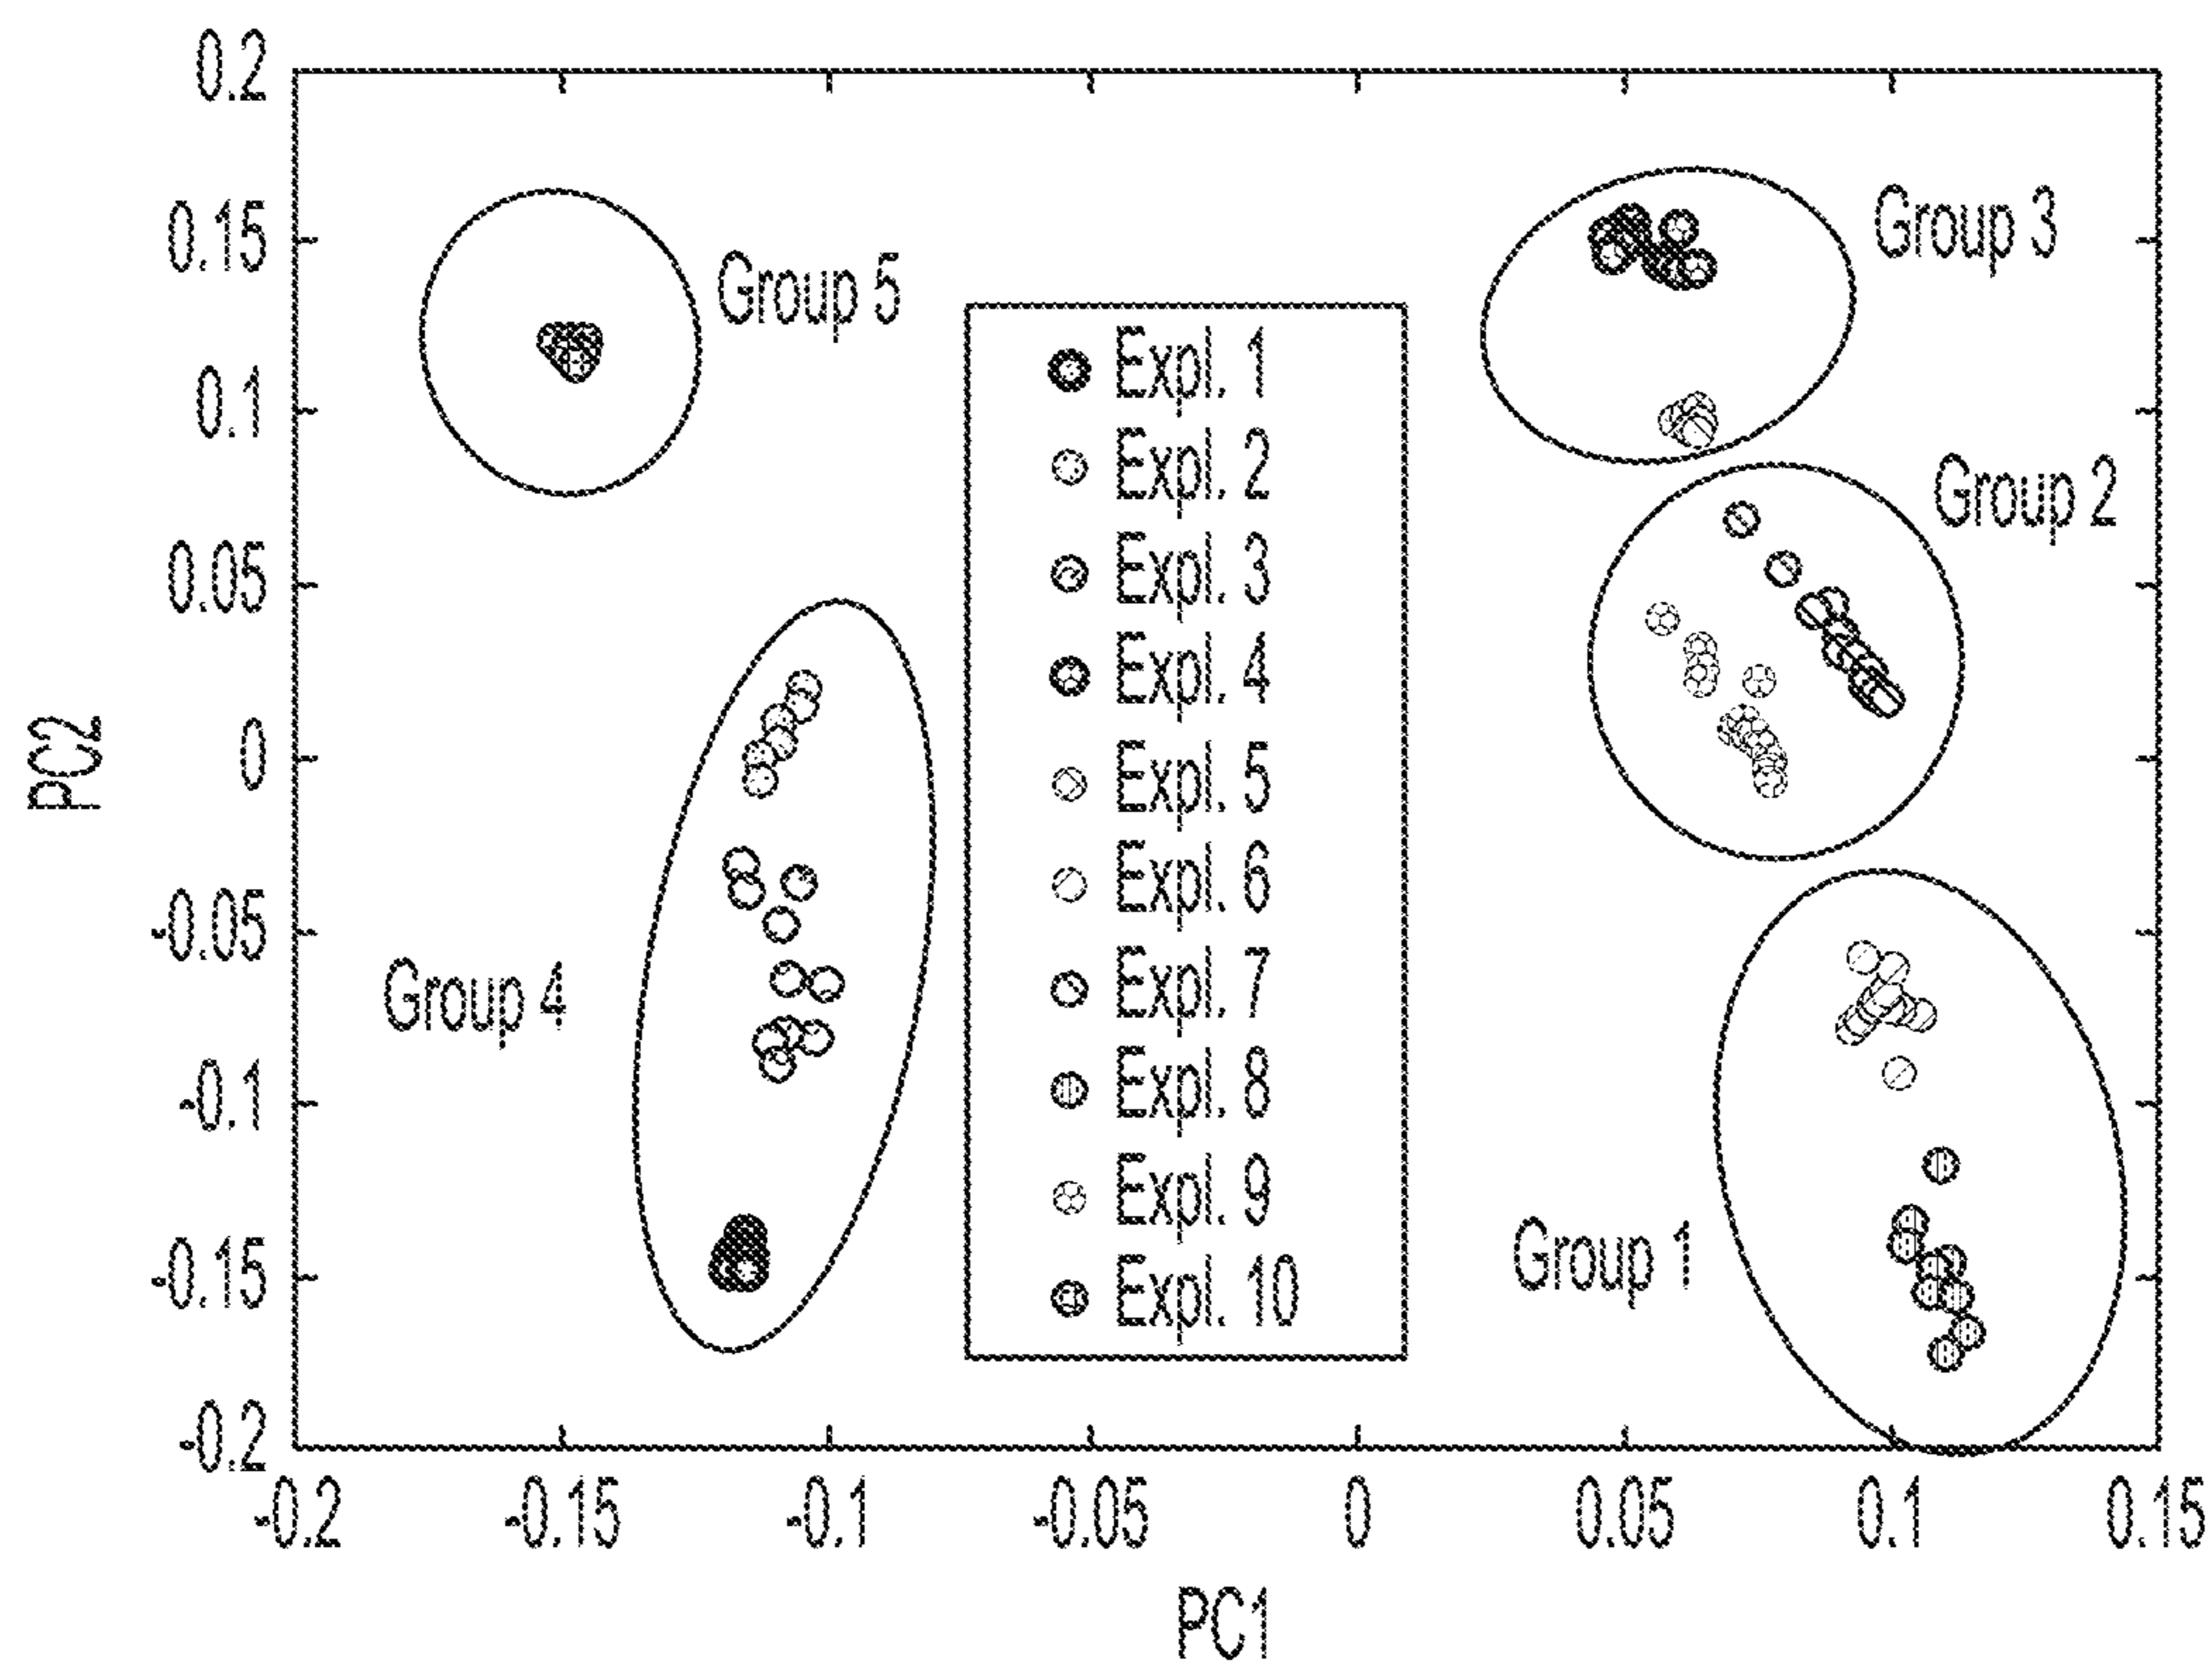 0.2
0.15
0.1
0.05
0
-0.05
-0.1
-0.15
-0.2
PC2
Group 5
Group 3
Group 2
Group 4
Group 1
Expl. 1
Expl. 2
Expl. 3
Expl. 4
Expl. 5
Expl. 6
Expl. 7
Expl. 8
Expl. 9
Expl. 10
-0.2 -0.15 -0.1 -0.05 0 0.05 0.1 0.15
PC1